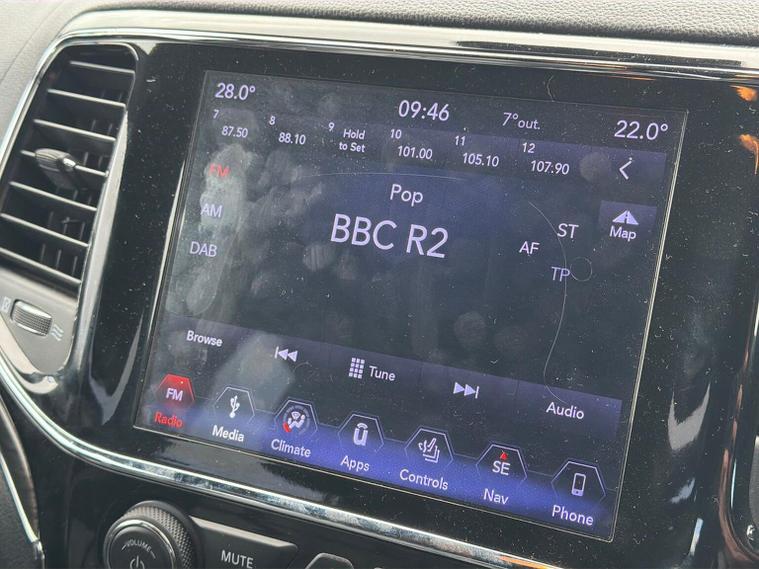 28.0° 09:46 7°out. 22.0°
7 8 9 10 11 12
87.50 88.10 Hold to Set 101.00 105.10 107.90
FM
Pop
AM
BBC R2
ST
Map
DAB
AF
TP
Browse
Tune
Audio
FM
SE
Radio Media Climate Apps Controls Nav Phone
VOLUME
MUTE